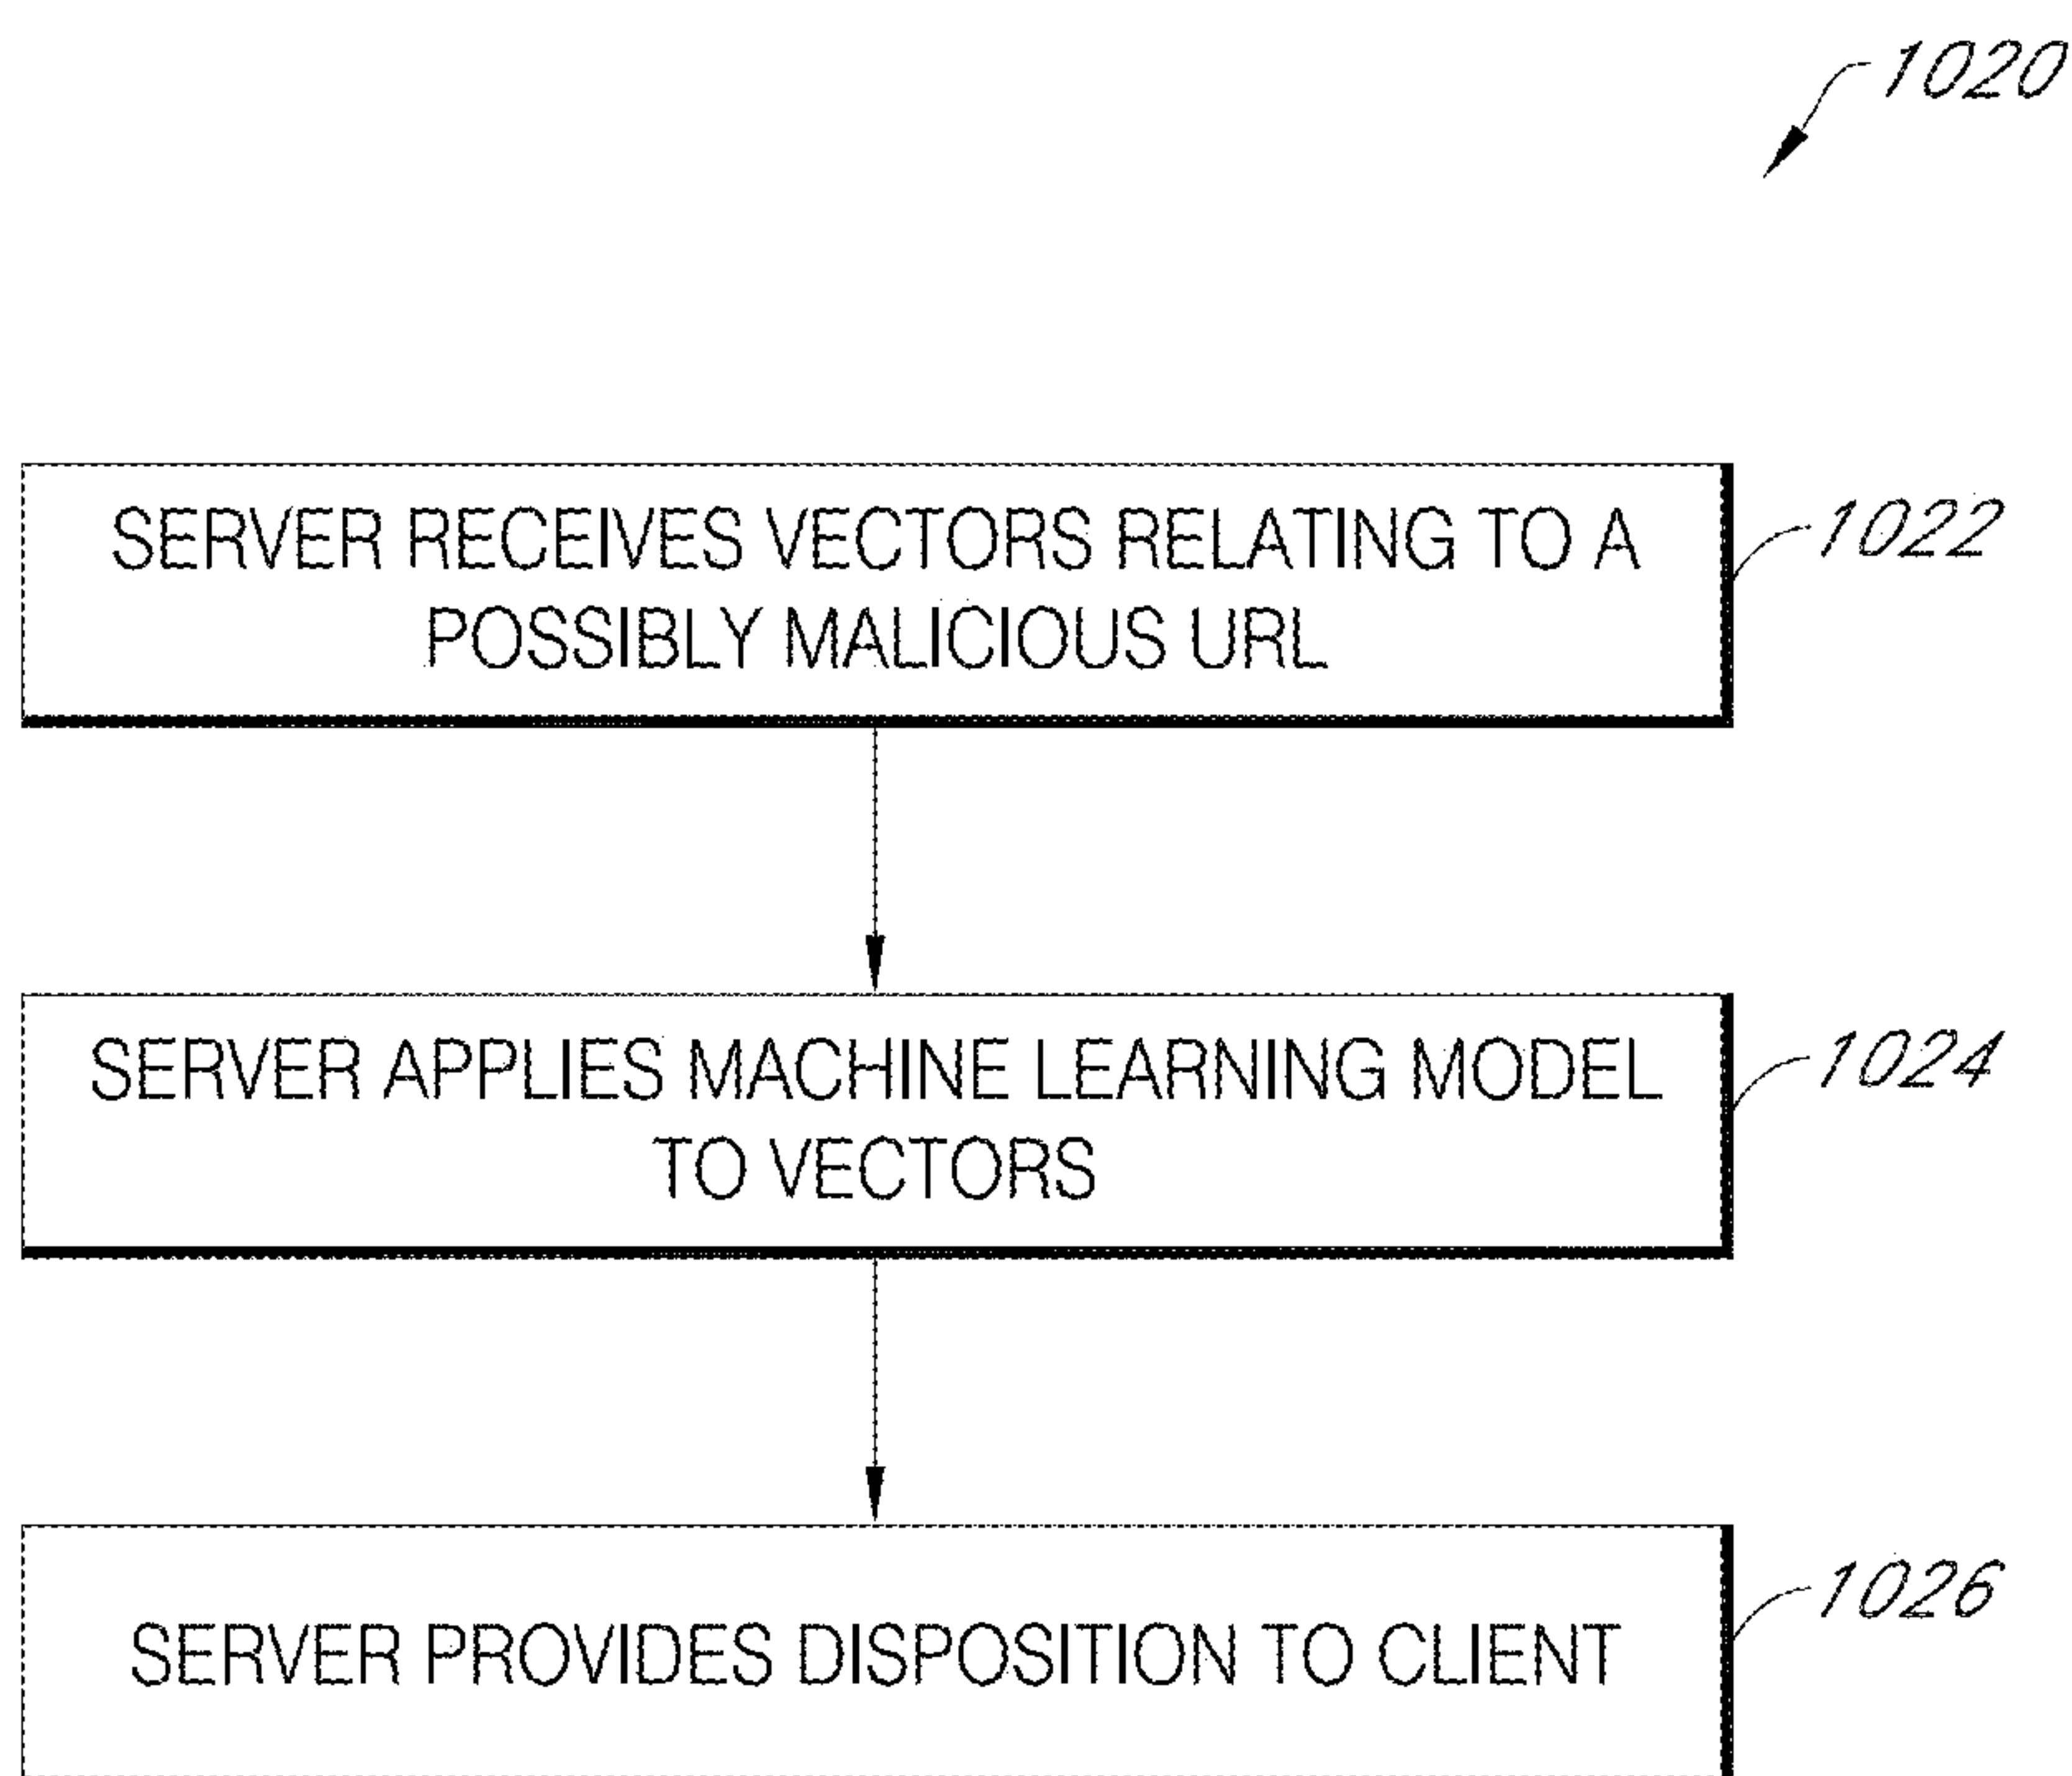 1020
SERVER RECEIVES VECTORS RELATING TO A
POSSIBLY MALICIOUS URL
1022
SERVER APPLIES MACHINE LEARNING MODEL
TO VECTORS
1024
SERVER PROVIDES DISPOSITION TO CLIENT
1026